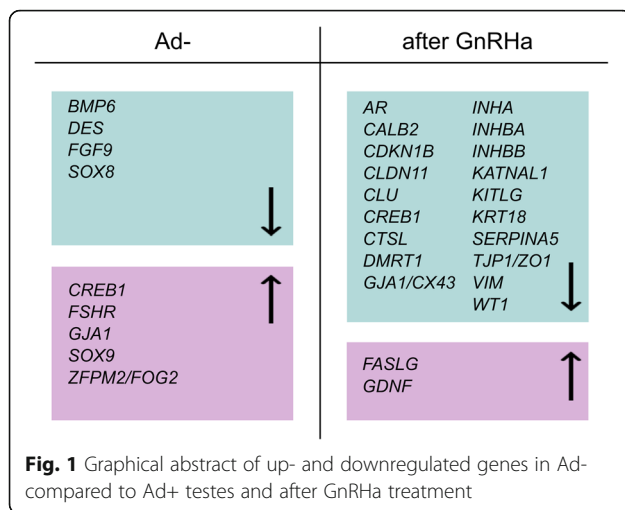 Ad-
after GnRHa
BMP6
DES
FGF9
SOX8
↓
CREB1
FSHR
GJA1
SOX9
ZFPM2/FOG2
↑
AR
CALB2
CDKN1B
CLDN11
CLU
CREB1
CTSL
DMRT1
GJA1/CX43
INHA
INHBA
INHBB
KATNAL1
KITLG
KRT18
SERPINA5
TJP1/ZO1
VIM
WT1
↓
FASLG
GDNF
↑
Fig. 1 Graphical abstract of up- and downregulated genes in Ad-
compared to Ad+ testes and after GnRHa treatment